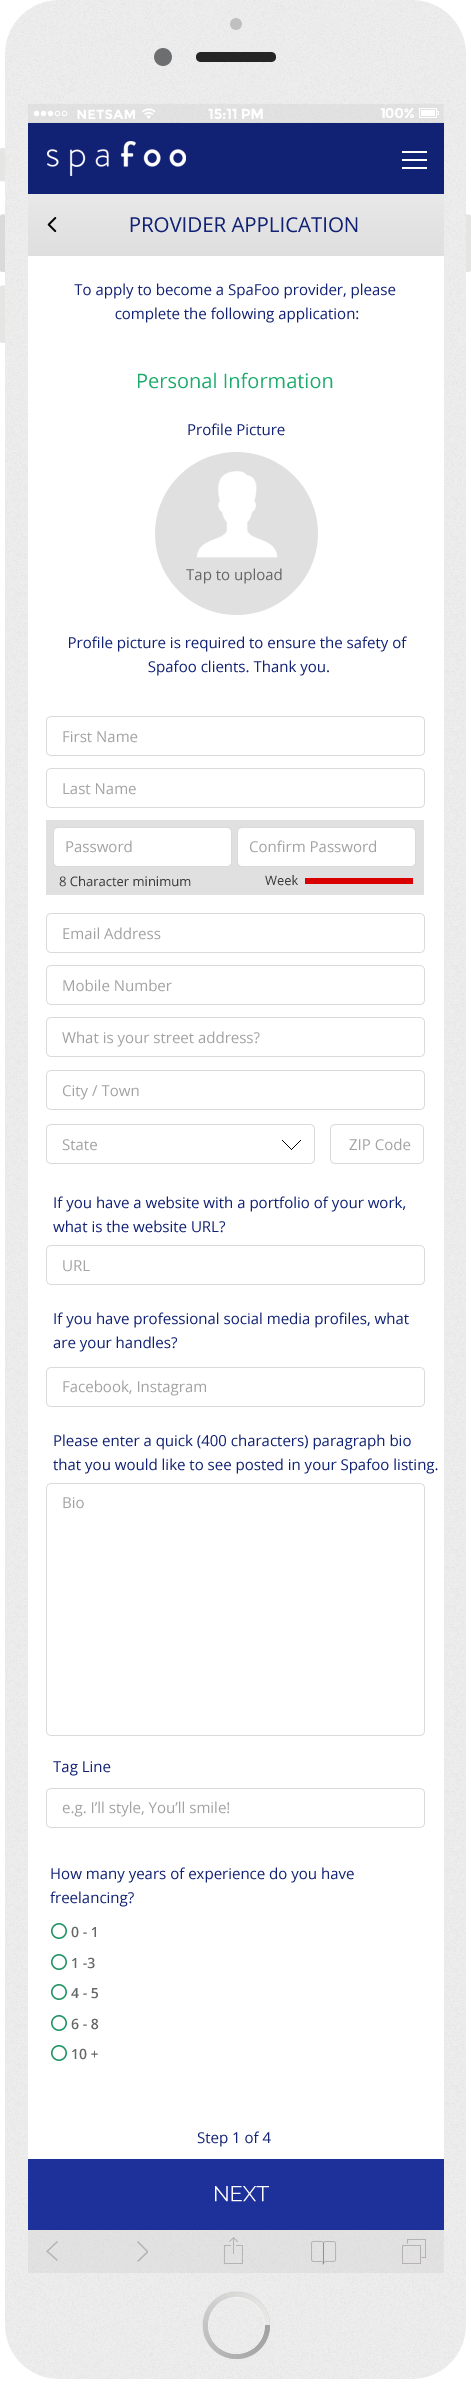 NETSAM
15:11 PM
100%
spafoo
PROVIDER APPLICATION
To apply to become a SpaFoo provider, please
complete the following application:
Personal Information
Profile Picture
Tap to upload
Profile picture is required to ensure the safety of
Spafoo clients. Thank you.
First Name
Last Name
Password
Confirm Password
8 Character minimum
Week
Email Address
Mobile Number
What is your street address?
City / Town
State
ZIP Code
If you have a website with a portfolio of your work,
what is the website URL?
URL
If you have professional social media profiles, what
are your handles?
Facebook, Instagram
Please enter a quick (400 characters) paragraph bio
that you would like to see posted in your Spafoo listing.
Bio
Tag Line
e.g. I'll style, You'll smile!
How many years of experience do you have
freelancing?
0 - 1
1 -3
4 - 5
6 - 8
10 +
Step 1 of 4
NEXT